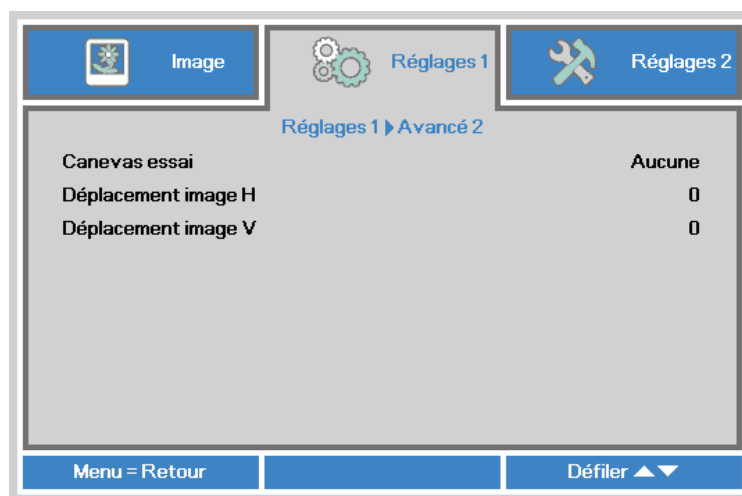 Image
Réglages 1
Réglages 2
Réglages 1 ▶ Avancé 2
Canevas essai Aucune
Déplacement image H 0
Déplacement image V 0
Menu = Retour
Défiler ▲▼